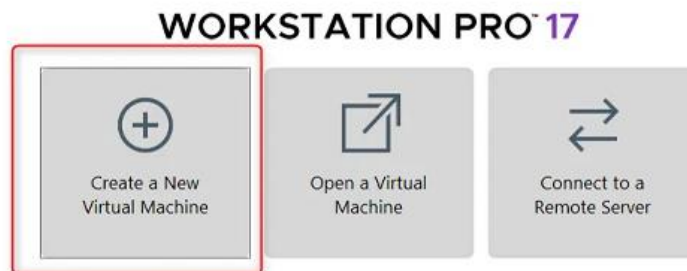 WORKSTATION PRO™ 17
Create a New
Virtual Machine
Open a Virtual
Machine
Connect to a
Remote Server